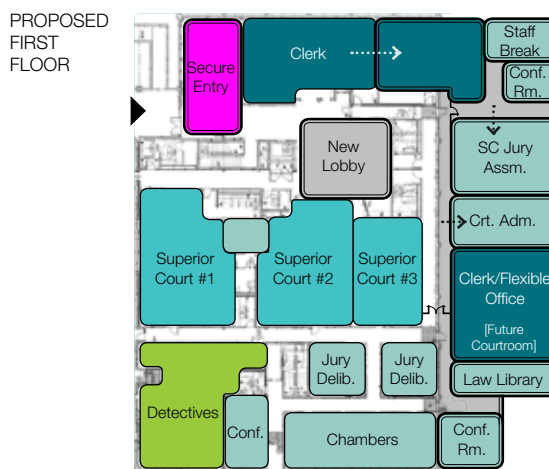 PROPOSED
FIRST
FLOOR
Secure
Entry
Clerk
Staff
Break
Conf.
Rm.
New
Lobby
SC Jury
Assm.
Crt. Adm.
Superior
Court #1
Superior
Court #2
Superior
Court #3
Clerk/Flexible
Office
[Future
Courtroom]
Jury
Delib.
Jury
Delib.
Law Library
Detectives
Conf.
Chambers
Conf.
Rm.